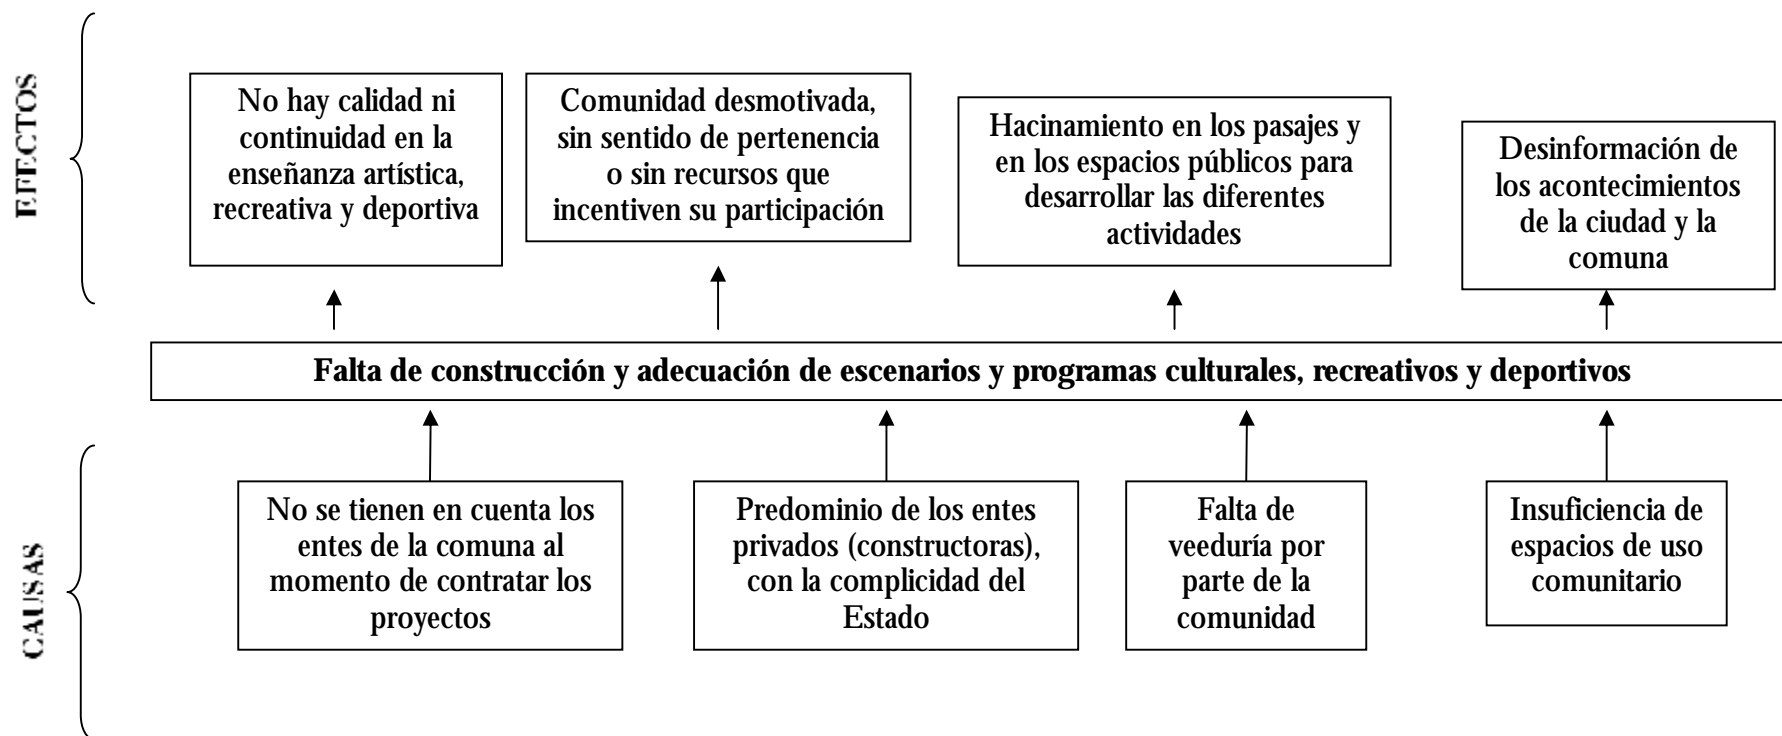 EFECTOS
No hay calidad ni
continuidad en la
enseñanza artística,
recreativa y deportiva
Comunidad desmotivada,
sin sentido de pertenencia
o sin recursos que
incentiven su participación
Hacinamiento en los pasajes y
en los espacios públicos para
desarrollar las diferentes
actividades
Desinformación de
los acontecimientos
de la ciudad y la
comuna
Falta de construcción y adecuación de escenarios y programas culturales, recreativos y deportivos
CAUSAS
No se tienen en cuenta los
entes de la comuna al
momento de contratar los
proyectos
Predominio de los entes
privados (constructoras),
con la complicidad del
Estado
Falta de
veeduría por
parte de la
comunidad
Insuficiencia de
espacios de uso
comunitario